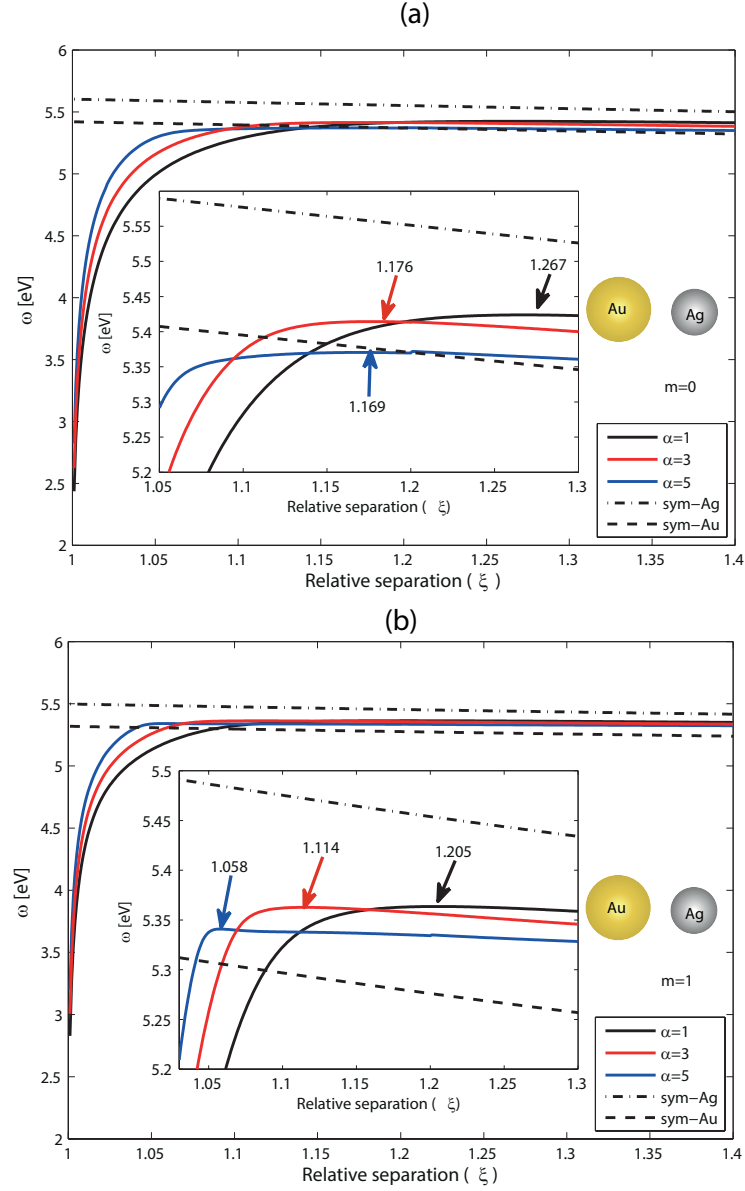 (a)
6
5.5
5
4.5
4
3.5
3
2.5
2
ω [eV]
1
1.05
1.1
1.15
1.2
1.25
1.3
1.35
1.4
Relative separation ( ξ )
5.55
5.5
5.45
5.4
5.35
5.3
5.25
5.2
ω [eV]
1.05
1.1
1.15
1.2
1.25
1.3
Relative separation ( ξ)
1.176
1.267
1.169
Au
Ag
m=0
α=1
α=3
α=5
sym−Ag
sym−Au
(b)
6
5.5
5
4.5
4
3.5
3
2.5
2
ω [eV]
1
1.05
1.1
1.15
1.2
1.25
1.3
1.35
1.4
Relative separation ( ξ )
5.5
5.45
5.4
5.35
5.3
5.25
5.2
ω [eV]
1.05
1.1
1.15
1.2
1.25
1.3
Relative separation ( ξ)
1.058
1.114
1.205
Au
Ag
m=1
α=1
α=3
α=5
sym−Ag
sym−Au